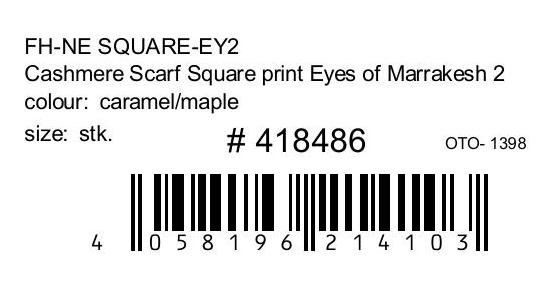 FH-NE SQUARE-EY2
Cashmere Scarf Square print Eyes of Marrakesh 2
colour: caramel/maple
size: stk.
# 418486
OTO- 1398
4 058196 214103